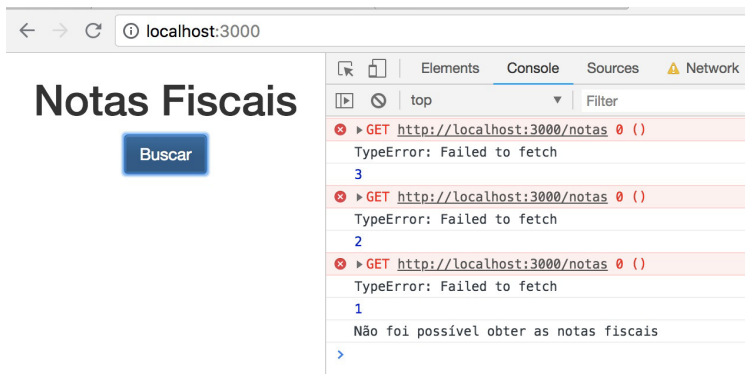 localhost:3000
Elements Console Sources Network
top Filter
Notas Fiscais
Buscar
GET http://localhost:3000/notas 0 ()
TypeError: Failed to fetch
3
GET http://localhost:3000/notas 0 ()
TypeError: Failed to fetch
2
GET http://localhost:3000/notas 0 ()
TypeError: Failed to fetch
1
Não foi possível obter as notas fiscais